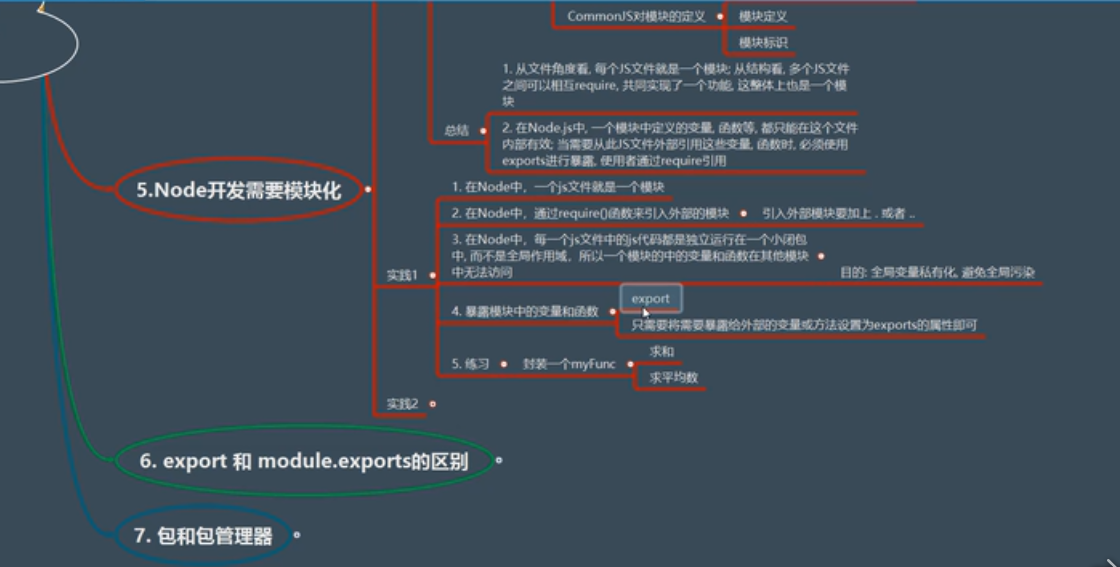 CommonJS对模块的定义
模块定义
模块标识
1. 从文件角度看, 每个JS文件就是一个模块; 从结构看, 多个JS文件
之间可以相互require, 共同实现了一个功能, 这整体上也是一个模
块
总结
2. 在Node.js中, 一个模块中定义的变量, 函数等, 都只能在这个文件
内部有效; 当需要从此JS文件外部引用这些变量, 函数时, 必须使用
exports进行暴露, 使用者通过require引用
5.Node开发需要模块化
1. 在Node中，一个js文件就是一个模块
2. 在Node中，通过require()函数来引入外部的模块
引入外部模块要加上 . 或者 ..
3. 在Node中，每一个js文件中的js代码都是独立运行在一个小闭包
中, 而不是全局作用域，所以一个模块的中的变量和函数在其他模块
中无法访问
目的: 全局变量私有化, 避免全局污染
实践1
export
4. 暴露模块中的变量和函数
只需要将需要暴露给外部的变量或方法设置为exports的属性即可
5. 练习
封装一个myFunc
求和
求平均数
实践2
6. export 和 module.exports的区别
7. 包和包管理器